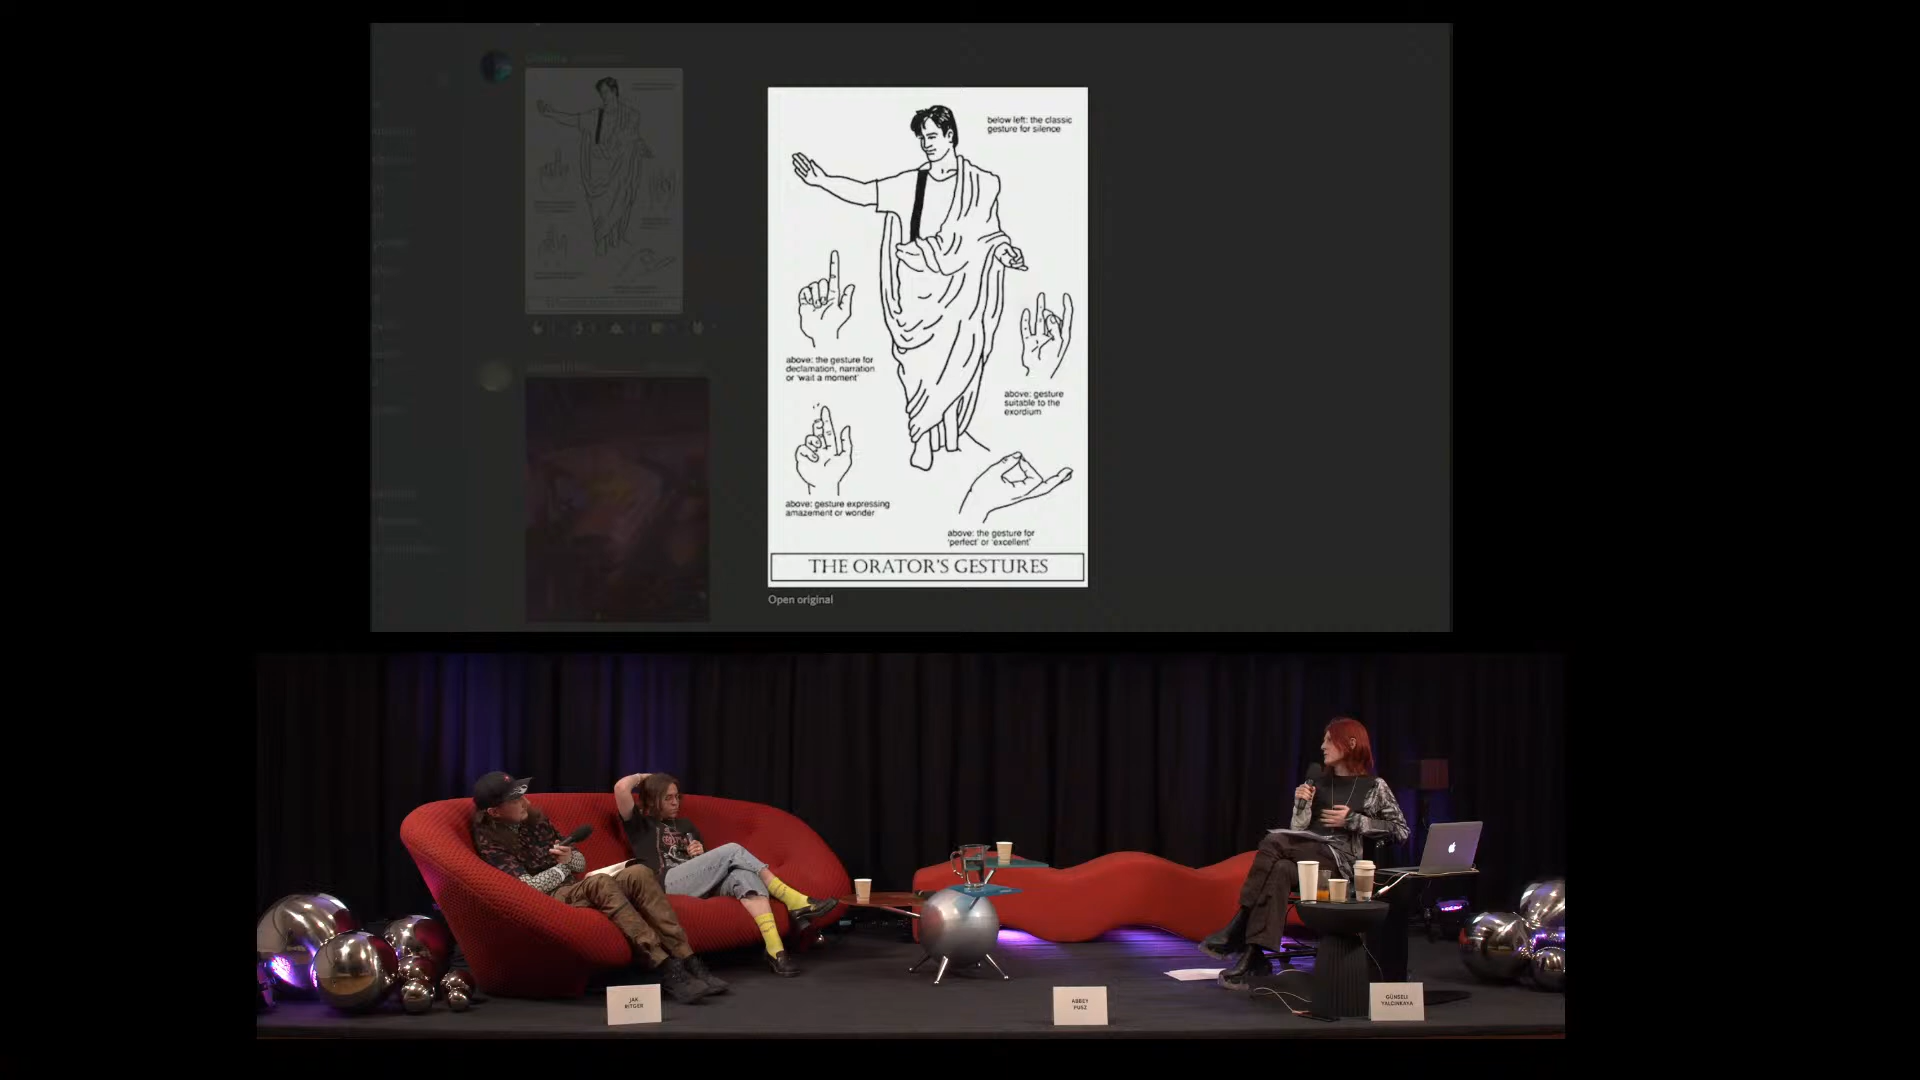 below left: the classic
gesture for silence
above: the gesture for
declamation, narration
or 'wait a moment'
above: gesture
suitable to the
exordium
above: gesture expressing
amazement or wonder
above: the gesture for
'perfect' or 'excellent'
THE ORATOR'S GESTURES
Open original
JAK
RITGER
ABBEY
PUSZ
GÜNSELI
YALCINKAYA